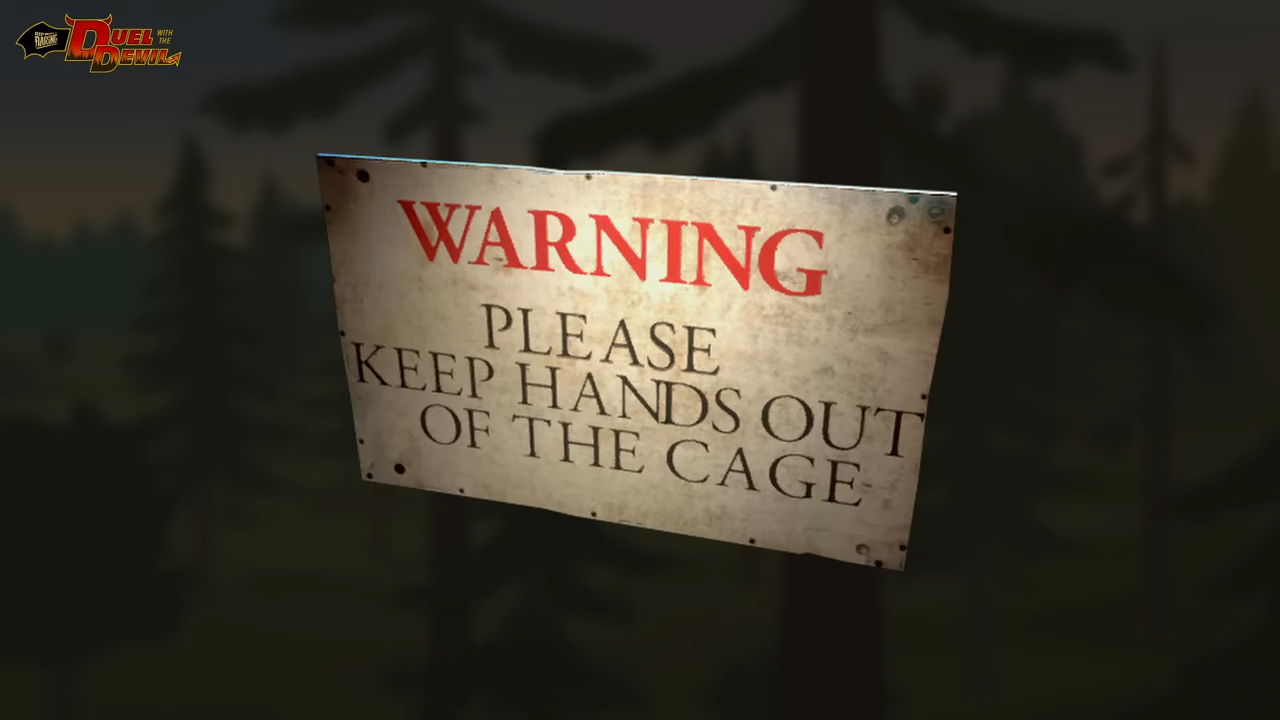 DUEL WITH THE DEVIL
WARNING
PLEASE
KEEP HANDS OUT
OF THE CAGE